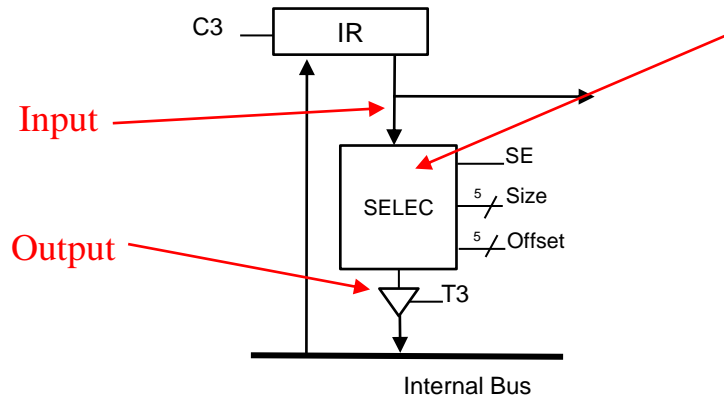 C3
IR
Input
SE
5
Size
SELEC
5
Offset
Output
T3
Internal Bus